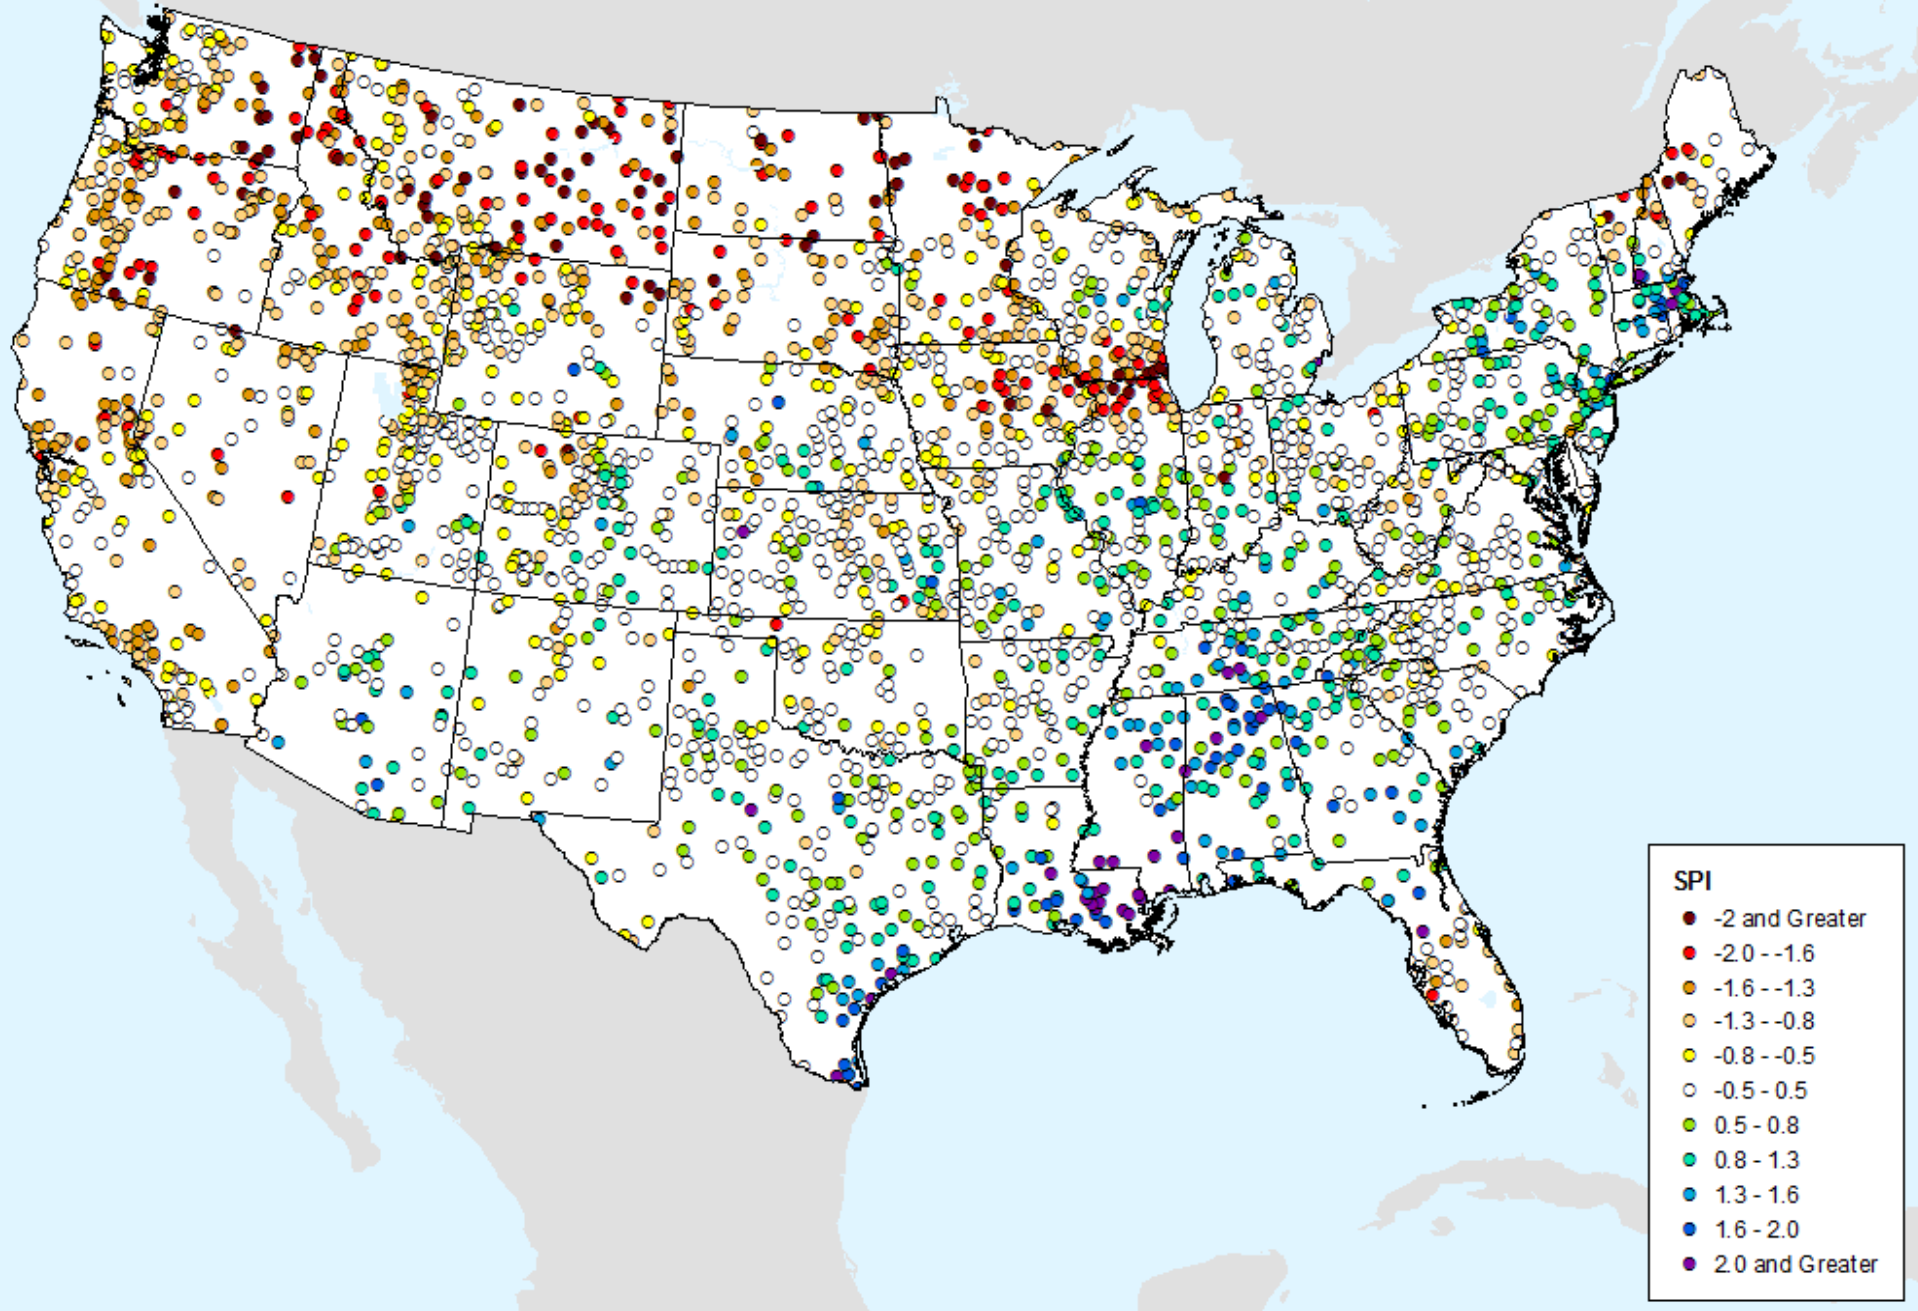 SPI
-2 and Greater
-2.0 - -1.6
-1.6 - -1.3
-1.3 - -0.8
-0.8 - -0.5
-0.5 - 0.5
0.5 - 0.8
0.8 - 1.3
1.3 - 1.6
1.6 - 2.0
2.0 and Greater